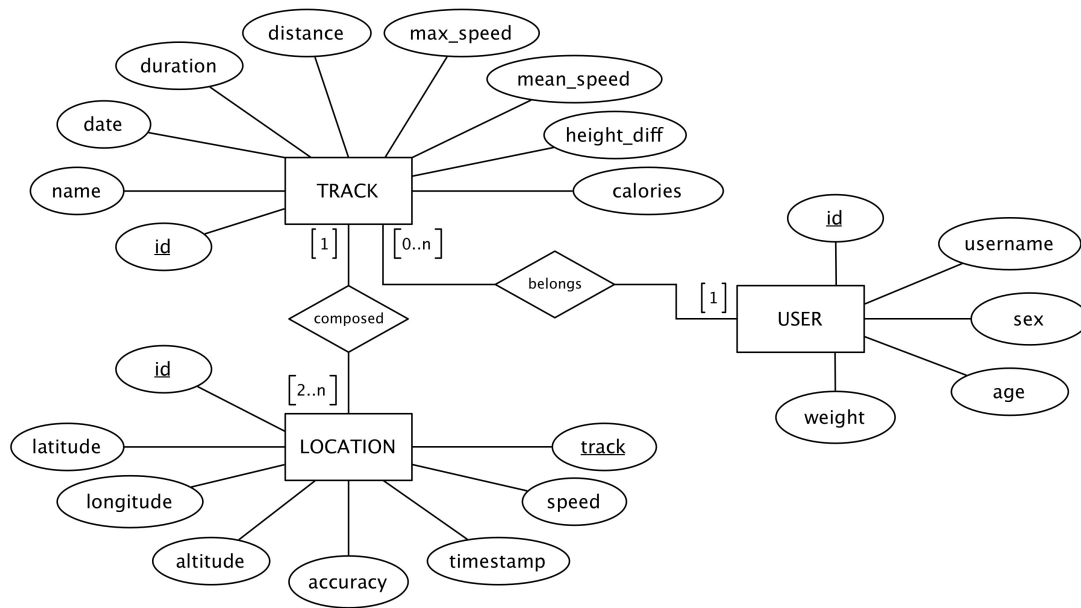 distance
max_speed
duration
mean_speed
date
height_diff
name
TRACK
calories
id
[1]
[0..n]
id
username
belongs
[1]
USER
sex
composed
id
[2..n]
age
weight
latitude
LOCATION
track
longitude
speed
altitude
accuracy
timestamp